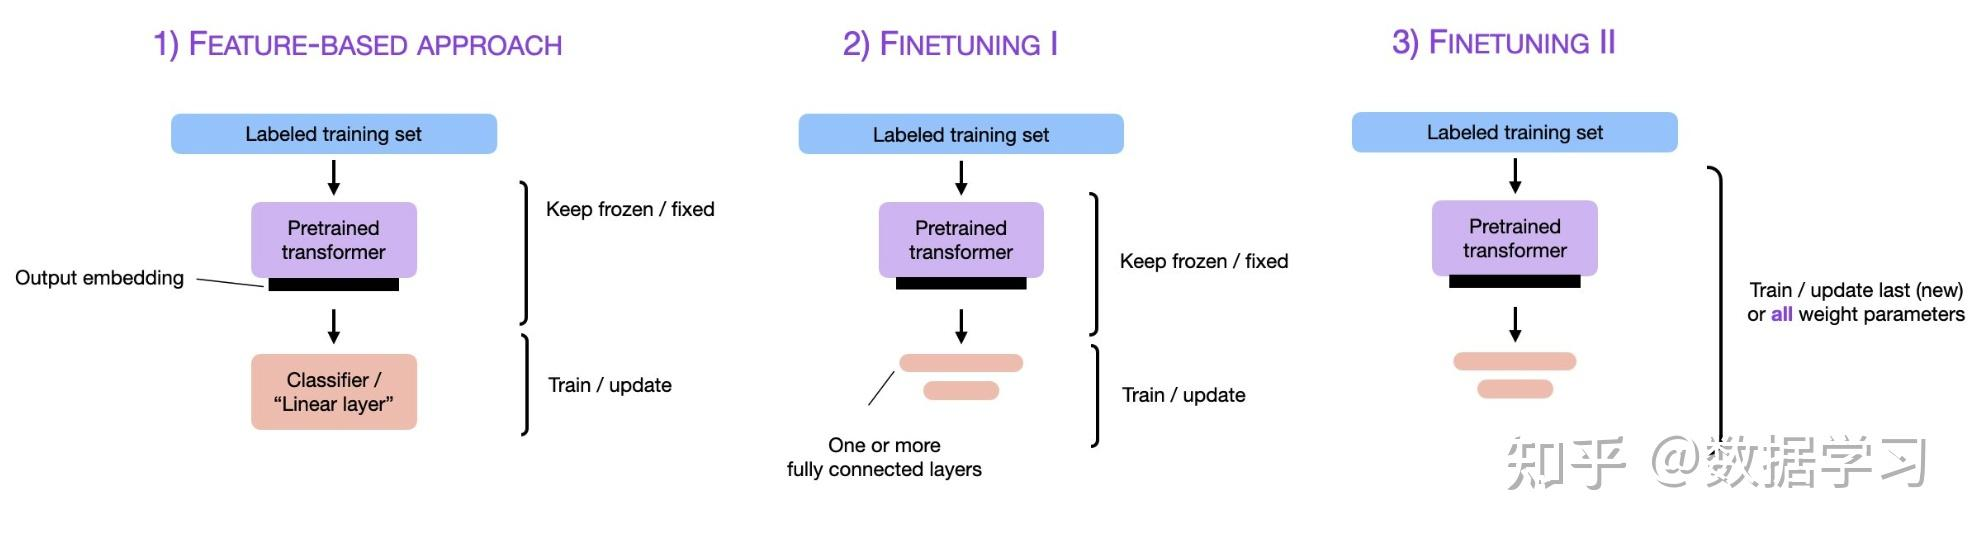 1) FEATURE-BASED APPROACH
Labeled training set
Pretrained
transformer
Output embedding
Classifier /
“Linear layer”
Keep frozen / fixed
Train / update
2) FINETUNING I
Labeled training set
Pretrained
transformer
One or more
fully connected layers
Keep frozen / fixed
Train / update
3) FINETUNING II
Labeled training set
Pretrained
transformer
Train / update last (new)
or all weight parameters
知乎 @数据学习